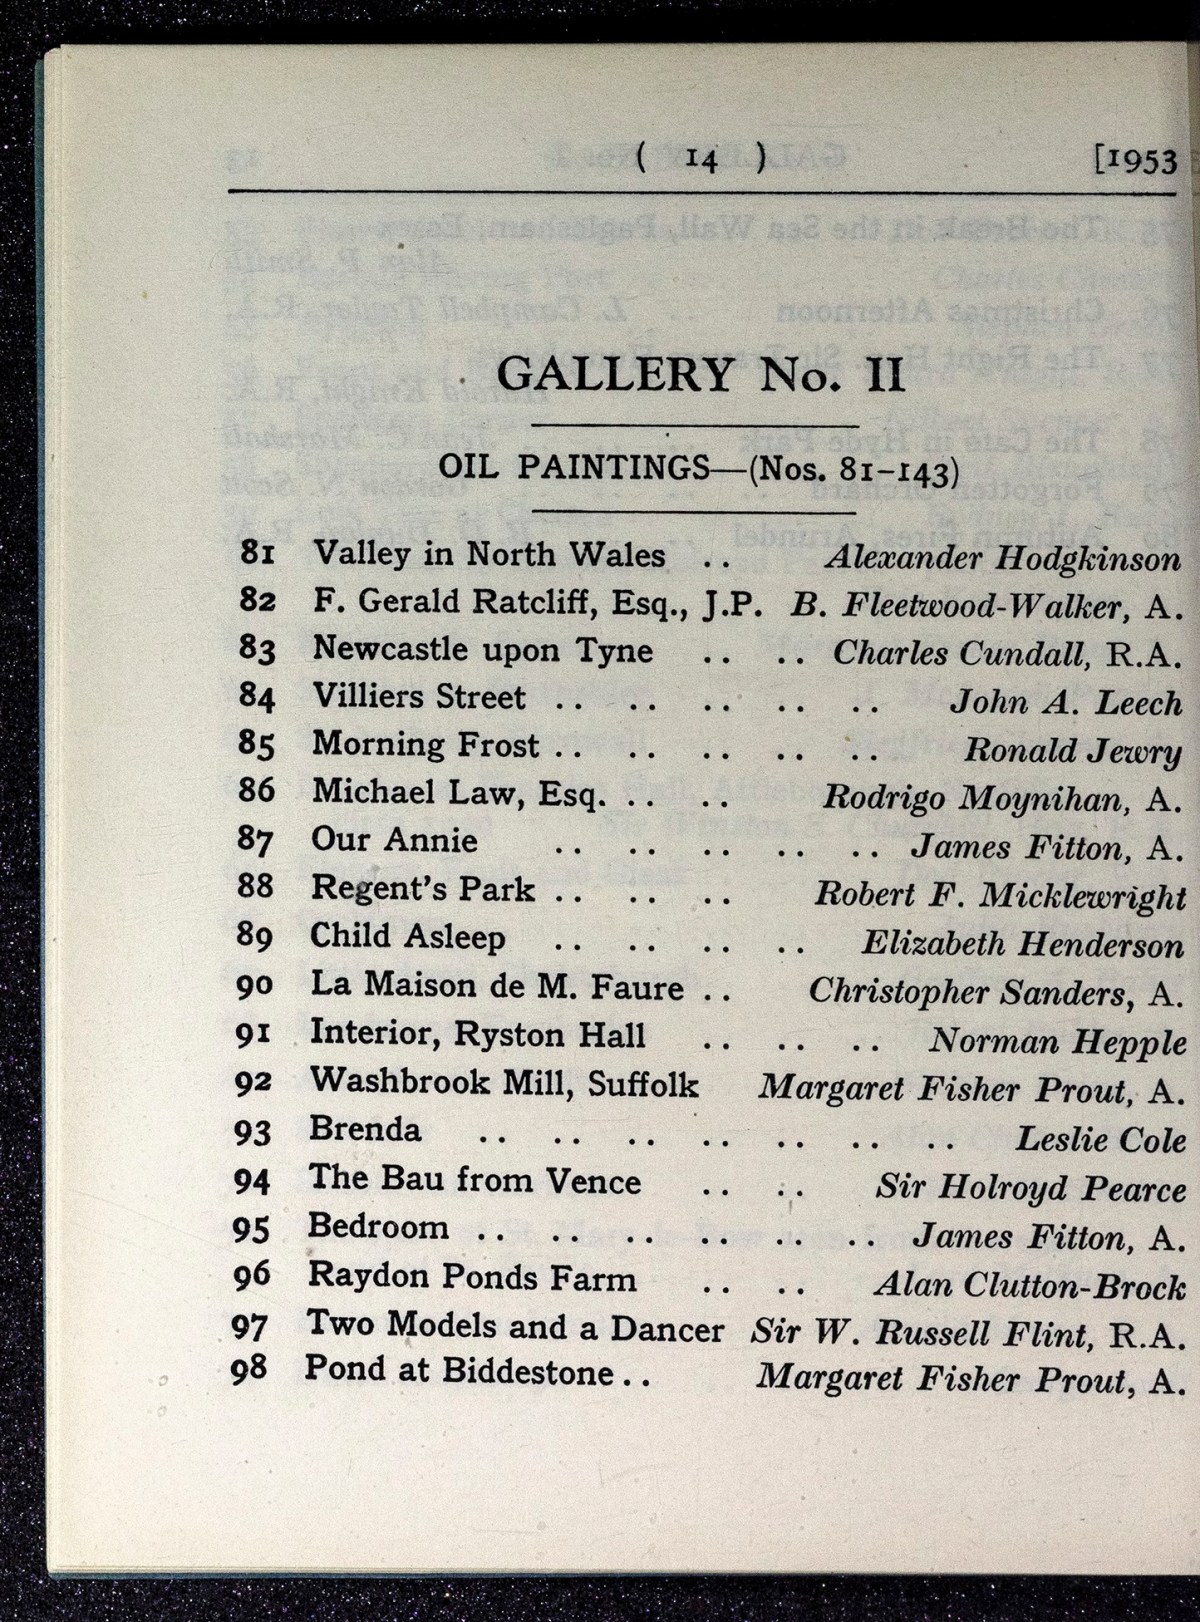 ( 14 ) [1953
GALLERY No. II
OIL PAINTINGS—(Nos. 81–143)
81 Valley in North Wales .. Alexander Hodgkinson
82 F. Gerald Ratcliff, Esq., J.P. B. Fleetwood-Walker, A.
83 Newcastle upon Tyne .. .. Charles Cundall, R.A.
84 Villiers Street .. .. .. .. .. John A. Leech
85 Morning Frost .. .. .. .. .. Ronald Jewry
86 Michael Law, Esq. .. .. Rodrigo Moynihan, A.
87 Our Annie .. .. .. .. .. James Fitton, A.
88 Regent's Park .. .. .. Robert F. Micklewright
89 Child Asleep .. .. .. .. Elizabeth Henderson
90 La Maison de M. Faure .. Christopher Sanders, A.
91 Interior, Ryston Hall .. .. .. Norman Hepple
92 Washbrook Mill, Suffolk Margaret Fisher Prout, A.
93 Brenda .. .. .. .. .. .. .. Leslie Cole
94 The Bau from Vence .. .. Sir Holroyd Pearce
95 Bedroom .. .. .. .. .. .. James Fitton, A.
96 Raydon Ponds Farm .. .. Alan Clutton-Brock
97 Two Models and a Dancer Sir W. Russell Flint, R.A.
98 Pond at Biddestone .. Margaret Fisher Prout, A.